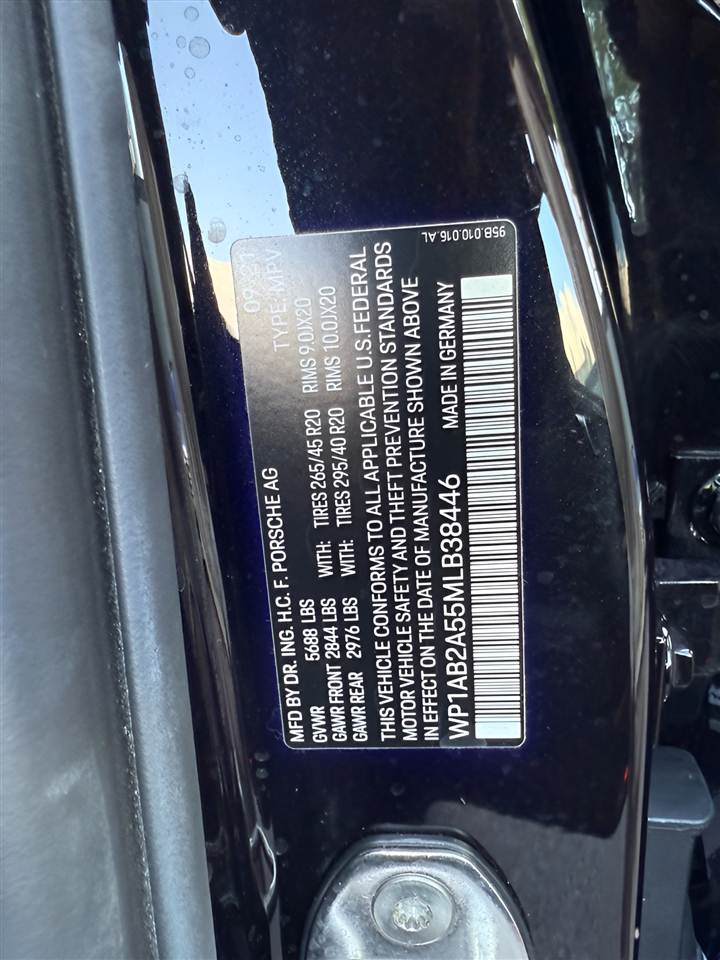 MFD BY DR. ING. H.C. F. PORSCHE AG
GVWR 5688 LBS WITH: TIRES 265/45 R20 RIMS 9.0JX20
GAWR FRONT 2844 LBS WITH: TIRES 295/40 R20 RIMS 10.0JX20
GAWR REAR 2976 LBS
TYPE: MPV
THIS VEHICLE CONFORMS TO ALL APPLICABLE U.S. FEDERAL
MOTOR VEHICLE SAFETY AND THEFT PREVENTION STANDARDS
IN EFFECT ON THE DATE OF MANUFACTURE SHOWN ABOVE
WP1AB2A55MLB38446 MADE IN GERMANY
95B.010.016.AL